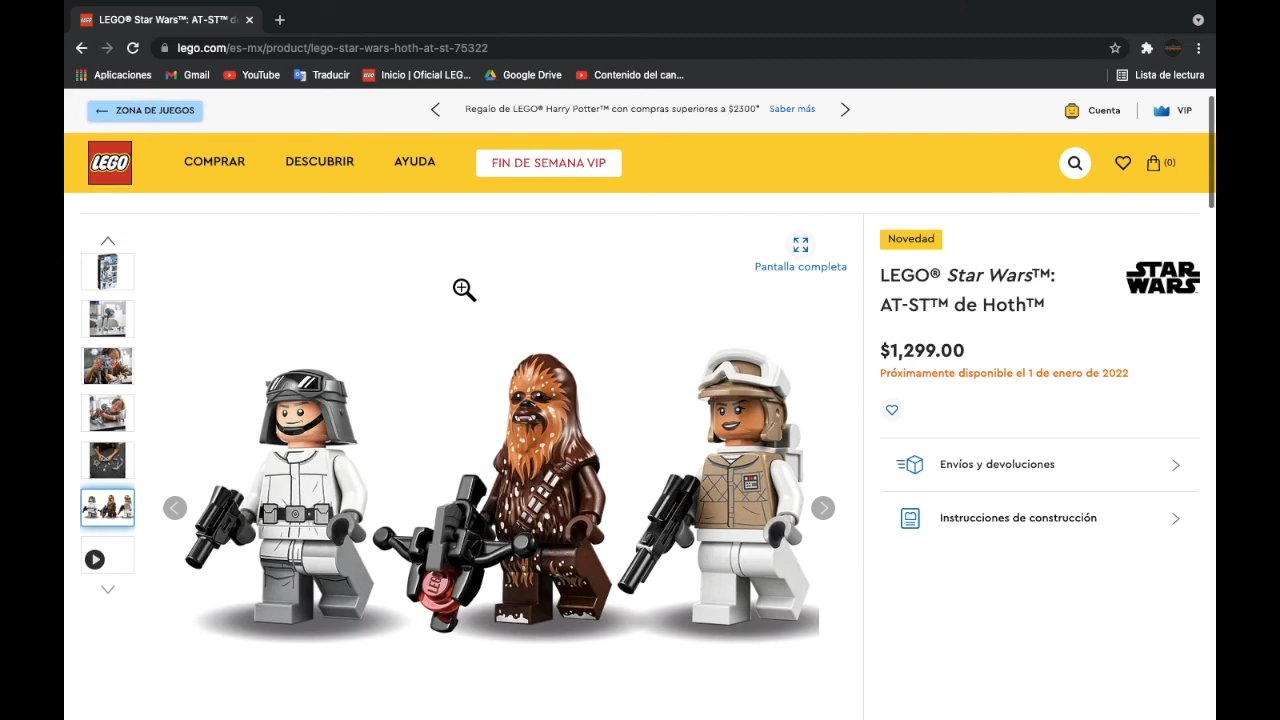 LEGO® Star Wars™: AT-ST™ d
lego.com/es-mx/product/lego-star-wars-hoth-at-st-75322
Aplicaciones
Gmail
YouTube
Traducir
Inicio | Oficial LEG...
Google Drive
Contenido del can...
Lista de lectura
ZONA DE JUEGOS
Regalo de LEGO® Harry Potter™ con compras superiores a $2300* Saber más
Cuenta
VIP
LEGO
COMPRAR
DESCUBRIR
AYUDA
FIN DE SEMANA VIP
(0)
Pantalla completa
Novedad
LEGO® Star Wars™:
AT-ST™ de Hoth™
STAR
WARS
$1,299.00
Próximamente disponible el 1 de enero de 2022
Envíos y devoluciones
Instrucciones de construcción